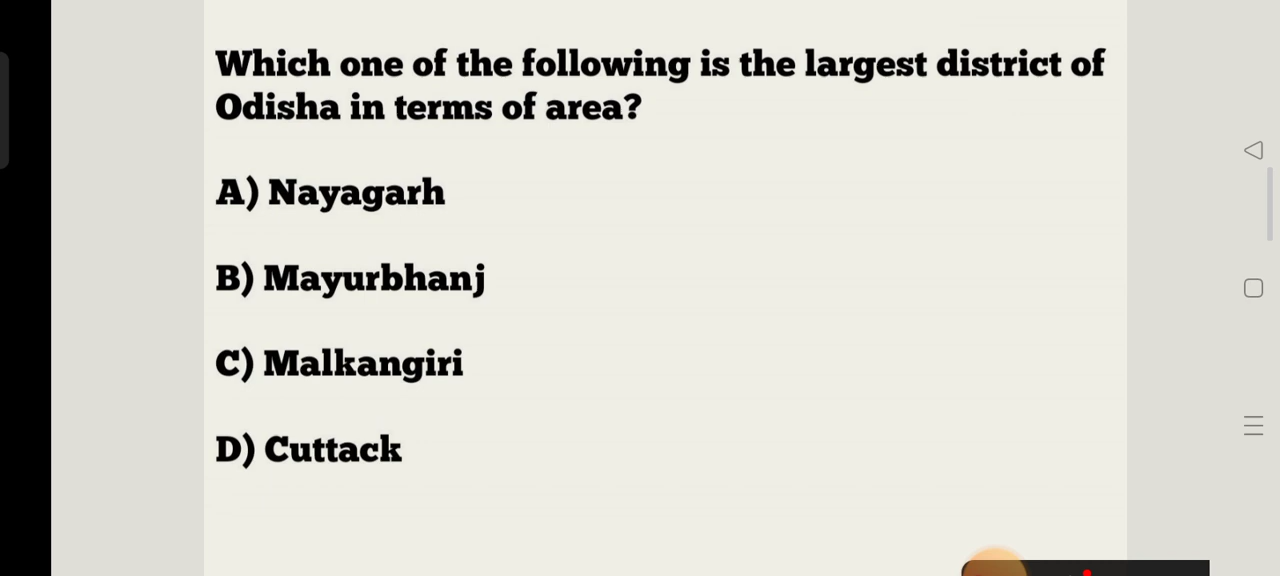 Which one of the following is the largest district of
Odisha in terms of area?
A) Nayagarh
B) Mayurbhanj
C) Malkangiri
D) Cuttack